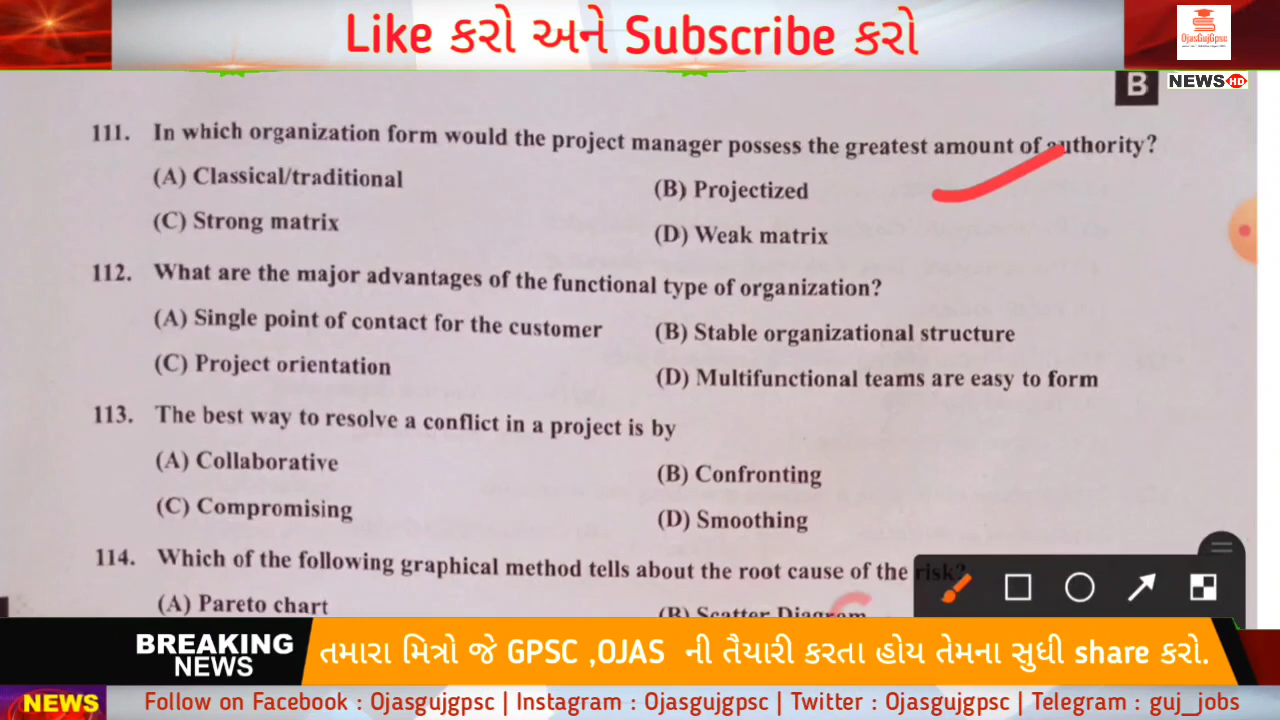 Like કરો અને Subscribe કરો
OjasGujGpsc
NEWS HD
B
111. In which organization form would the project manager possess the greatest amount of authority?
(A) Classical/traditional (B) Projectized
(C) Strong matrix (D) Weak matrix
112. What are the major advantages of the functional type of organization?
(A) Single point of contact for the customer (B) Stable organizational structure
(C) Project orientation (D) Multifunctional teams are easy to form
113. The best way to resolve a conflict in a project is by
(A) Collaborative (B) Confronting
(C) Compromising (D) Smoothing
114. Which of the following graphical method tells about the root cause of the risk?
(A) Pareto chart (B) Scatter Diagram
BREAKING
NEWS
તમારા મિત્રો જે GPSC ,OJAS ની તૈયારી કરતા હોય તેમના સુધી share કરો.
NEWS
Follow on Facebook : Ojasgujgpsc | Instagram : Ojasgujgpsc | Twitter : Ojasgujgpsc | Telegram : guj_jobs